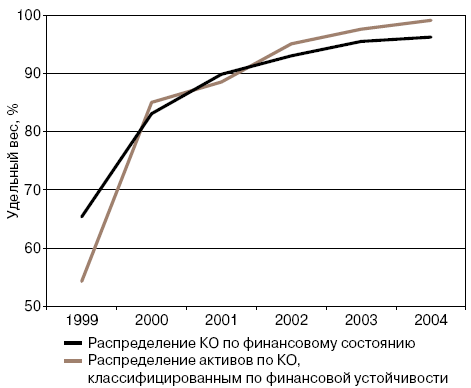 Удельный вес, %
100
90
80
70
60
50
1999 2000 2001 2002 2003 2004
Распределение КО по финансовому состоянию
Распределение активов по КО,
классифицированным по финансовой устойчивости